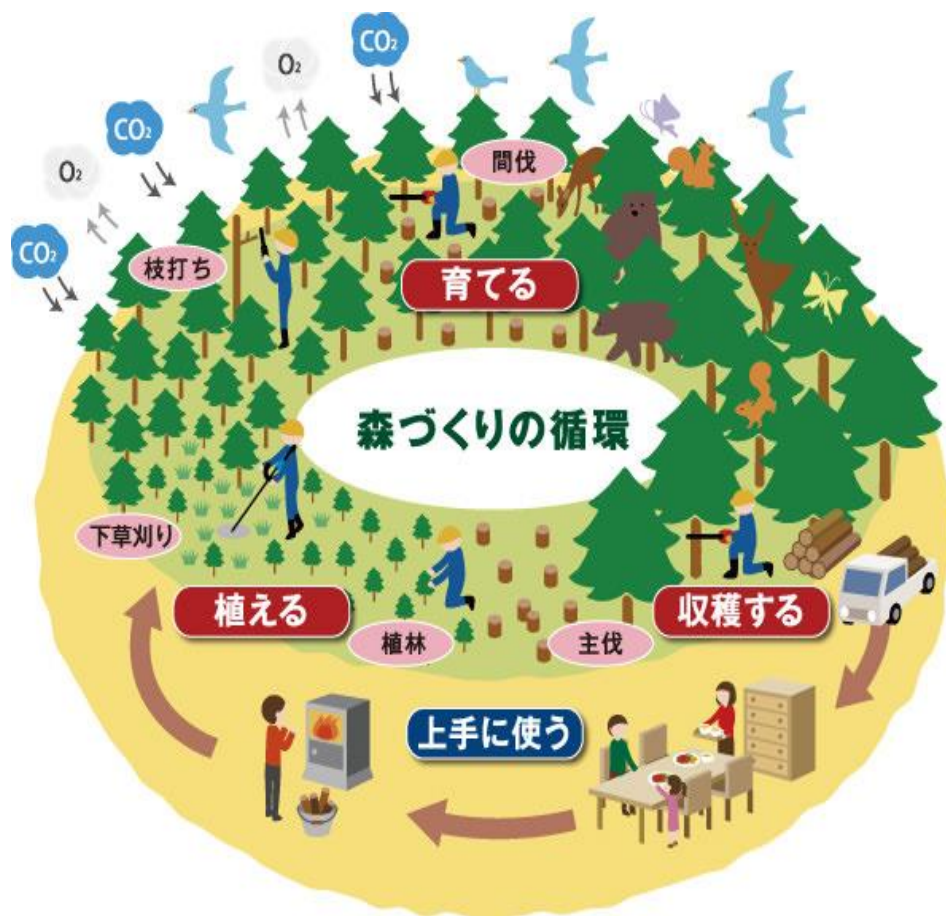 CO₂
O₂
CO₂
O₂
CO₂
間伐
枝打ち
育てる
森づくりの循環
下草刈り
植える
収穫する
植林
主伐
上手に使う